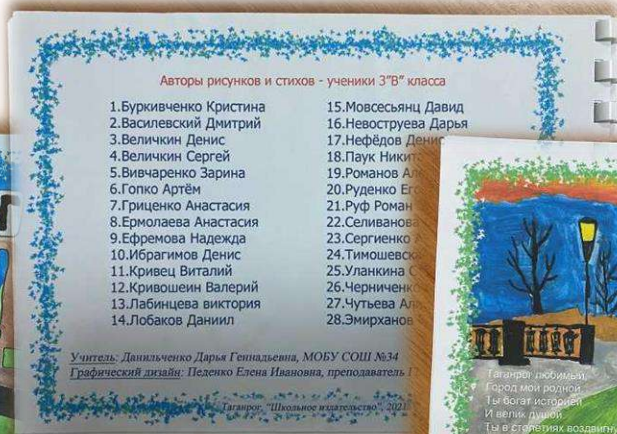 Авторы рисунков и стихов - ученики 3"В" класса
1.Буркивченко Кристина
2.Василевский Дмитрий
3.Величкин Денис
4.Величкин Сергей
5.Вивчаренко Зарина
6.Гопко Артём
7.Гриценко Анастасия
8.Ермолаева Анастасия
9.Ефремова Надежда
10.Ибрагимов Денис
11.Кривец Виталий
12.Кривошеин Валерий
13.Лабинцева виктория
14.Лобаков Даниил
15.Мовсесьянц Давид
16.Невоструева Дарья
17.Нефёдов Денис
18.Паук
19.Романов
20.Руденко
21.Руф Роман
22.Селиванова
23.Сергиенко
24.Тимошевск
25.Уланкина
26.Черниченко
27.Чутьева
28.Эмирханов
Учитель: Данильченко Дарья Геннадьевна, МОБУ СОШ №34
Графический дизайн: Педенко Елена Ивановна, преподаватель
Таганрог, "Школьное издательство", 2021
Таганрог любимый,
Город мой родной
Ты богат историей
И велик душой
Ты в столетиях